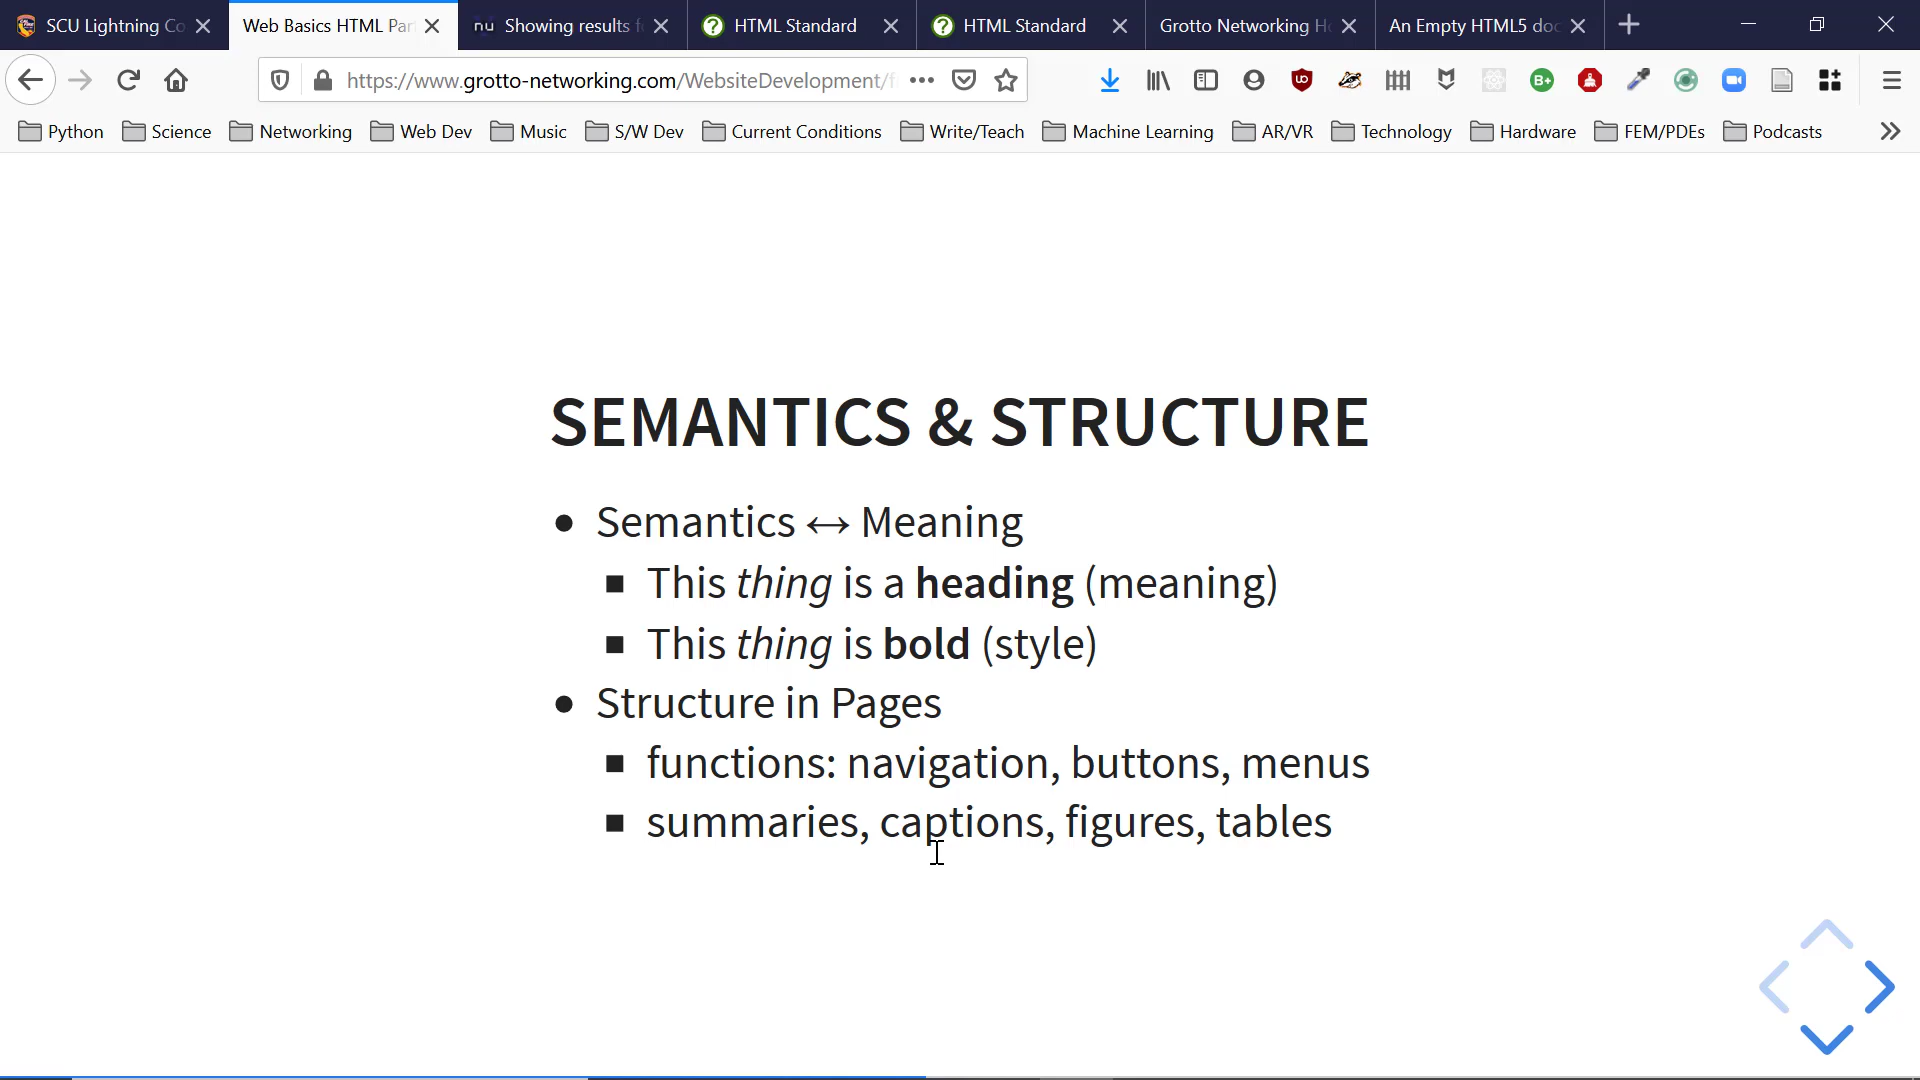 SCU Lightning Co
Web Basics HTML Par
nu Showing results f
HTML Standard
HTML Standard
Grotto Networking H
An Empty HTML5 doc
https://www.grotto-networking.com/WebsiteDevelopment/f
Python Science Networking Web Dev Music S/W Dev Current Conditions Write/Teach Machine Learning AR/VR Technology Hardware FEM/PDEs Podcasts
SEMANTICS & STRUCTURE
• Semantics ↔ Meaning
▪ This thing is a heading (meaning)
▪ This thing is bold (style)
• Structure in Pages
▪ functions: navigation, buttons, menus
▪ summaries, captions, figures, tables